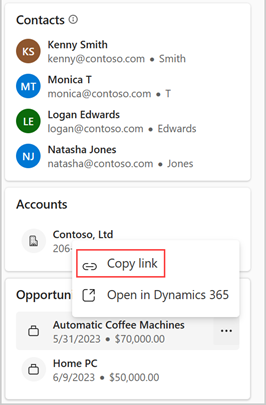 Contacts
KS
Kenny Smith
kenny@contoso.com • Smith
MT
Monica T
monica@contoso.com • T
LE
Logan Edwards
logan@contoso.com • Edwards
NJ
Natasha Jones
natasha@contoso.com • Jones
Accounts
Contoso, Ltd
206-
Copy link
Open in Dynamics 365
Opportun
Automatic Coffee Machines
5/31/2023 • $70,000.00
Home PC
6/9/2023 • $50,000.00